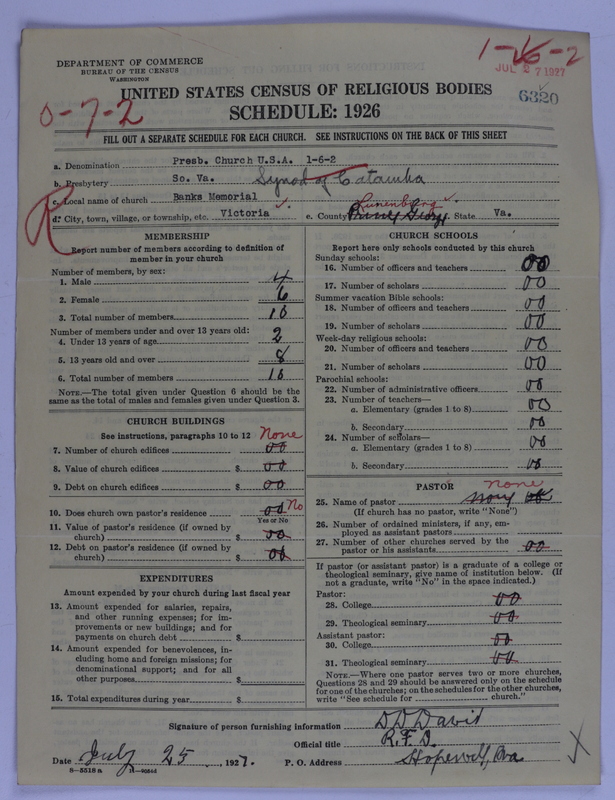 1-16-2
JUL 27 1927
6320
DEPARTMENT OF COMMERCE
BUREAU OF THE CENSUS
WASHINGTON
0-7-2
UNITED STATES CENSUS OF RELIGIOUS BODIES
SCHEDULE: 1926
FILL OUT A SEPARATE SCHEDULE FOR EACH CHURCH. SEE INSTRUCTIONS ON THE BACK OF THIS SHEET
a. Denomination Presb. Church U.S.A. 1-6-2
b. Presbytery So. Va. Synod of Catawba
c. Local name of church Banks Memorial
R
d. City, town, village, or township, etc. Victoria e. County Prince George Lunenburg State Va.
MEMBERSHIP
Report number of members according to definition of
member in your church
Number of members, by sex:
1. Male 4
2. Female 6
3. Total number of members 10
Number of members under and over 13 years old:
4. Under 13 years of age 2
5. 13 years old and over 8
6. Total number of members 10
NOTE.—The total given under Question 6 should be
the same as the total of males and females given under Question 3.
CHURCH BUILDINGS
See instructions, paragraphs 10 to 12 None
7. Number of church edifices 00
8. Value of church edifices $ 00
9. Debt on church edifices $ 00
10. Does church own pastor's residence 00 No
Yes or No
11. Value of pastor's residence (if owned by
church) $ 00
12. Debt on pastor's residence (if owned by
church) $ 00
EXPENDITURES
Amount expended by your church during last fiscal year
13. Amount expended for salaries, repairs,
and other running expenses; for im-
provements or new buildings; and for
payments on church debt $
14. Amount expended for benevolences, in-
cluding home and foreign missions; for
denominational support; and for all
other purposes $
15. Total expenditures during year $
CHURCH SCHOOLS
Report here only schools conducted by this church
Sunday schools:
16. Number of officers and teachers 00
17. Number of scholars 00
Summer vacation Bible schools:
18. Number of officers and teachers 00
19. Number of scholars 00
Week-day religious schools:
20. Number of officers and teachers 00
21. Number of scholars 00
Parochial schools:
22. Number of administrative officers 00
23. Number of teachers—
a. Elementary (grades 1 to 8) 00
b. Secondary 00
24. Number of scholars—
a. Elementary (grades 1 to 8) 00
b. Secondary 00
PASTOR none
25. Name of pastor
(If church has no pastor, write "None")
26. Number of ordained ministers, if any, em-
ployed as assistant pastors
27. Number of other churches served by the
pastor or his assistants 00
If pastor (or assistant pastor) is a graduate of a college or
theological seminary, give name of institution below. (If
not a graduate, write "No" in the space indicated.)
Pastor:
28. College 00
29. Theological seminary 00
Assistant pastor:
30. College 00
31. Theological seminary 00
NOTE.—Where one pastor serves two or more churches,
Questions 28 and 29 should be answered only on the schedule
for one of the churches; on the schedules for the other churches,
write "See schedule for church."
Signature of person furnishing information D D Davis
Official title R.F.D.
Date July 25, 1927. P. O. Address Hopewell, Va
8—5518 a
X